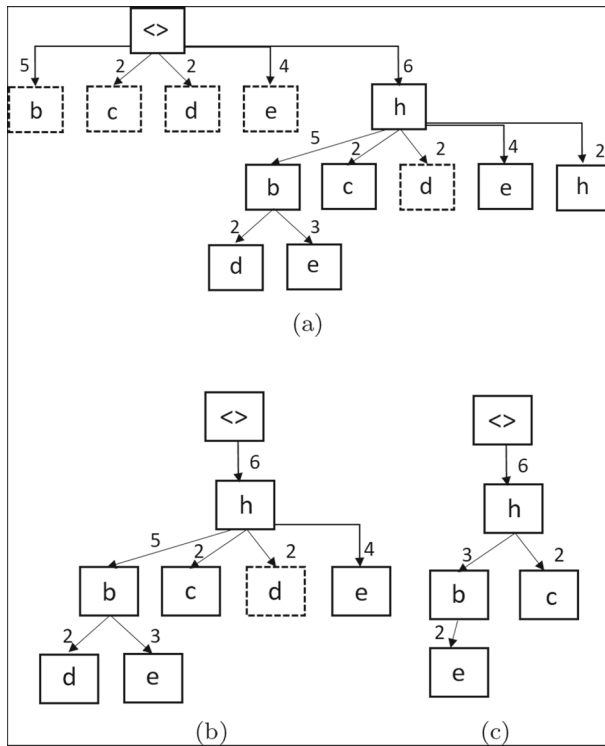 <>
5 2 2 4 6
b c d e h
5 2 2 4 2
b c d e h
2 3
d e
(a)
<> <>
6 6
h h
5 2 2 4 3 2
b c d e b c
2 3 2
d e e
(b) (c)